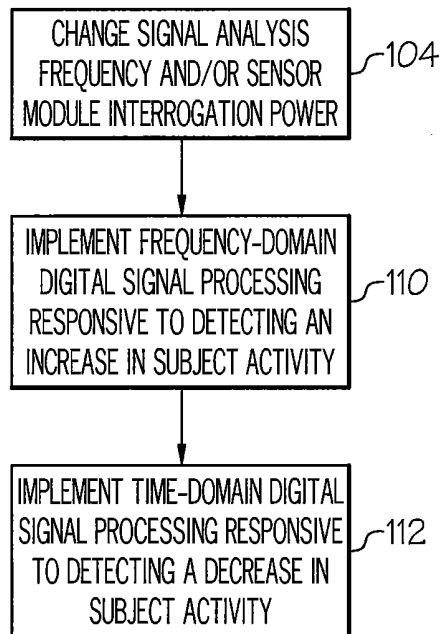 CHANGE SIGNAL ANALYSIS
FREQUENCY AND/OR SENSOR
MODULE INTERROGATION POWER
104
IMPLEMENT FREQUENCY-DOMAIN
DIGITAL SIGNAL PROCESSING
RESPONSIVE TO DETECTING AN
INCREASE IN SUBJECT ACTIVITY
110
IMPLEMENT TIME-DOMAIN DIGITAL
SIGNAL PROCESSING RESPONSIVE
TO DETECTING A DECREASE IN
SUBJECT ACTIVITY
112